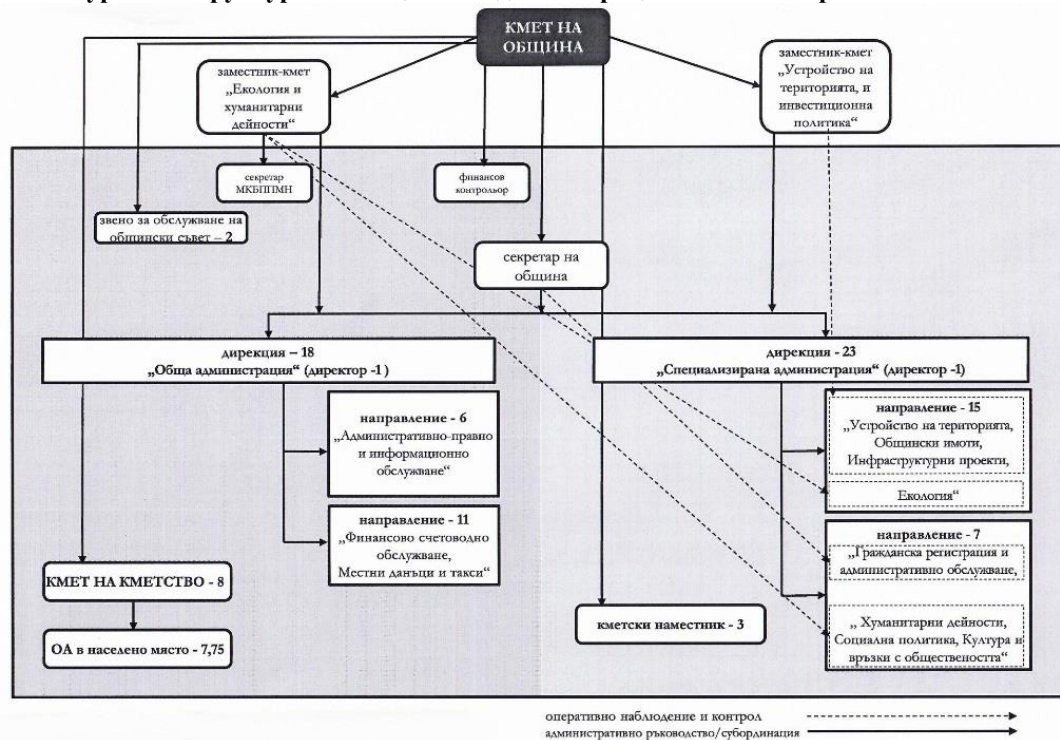 КМЕТ НА
ОБЩИНА
заместник-кмет
„Екология и
хуманитарни
дейности“
заместник-кмет
„Устройство на
територията, и
инвестиционна
политика“
секретар
МКБППМН
финансов
контрольор
звено за обслужване на
общински съвет – 2
секретар на
община
дирекция – 18
„Обща администрация“ (директор -1 )
дирекция - 23
„Специализирана администрация“ (директор -1)
направление - 6
„Административно-правно
и информационно
обслужване“
направление - 11
„Финансово счетоводно
обслужване,
Местни данъци и такси“
направление - 15
„Устройство на територията,
Общински имоти,
Инфраструктурни проекти,
Екология“
направление - 7
„Гражданска регистрация и
административно обслужване,
„ Хуманитарни дейности,
Социална политика, Култура и
връзки с обществеността“
КМЕТ НА КМЕТСТВО - 8
ОА в населено място - 7,75
кметски наместник - 3
оперативно наблюдение и контрол
административно ръководство/субординация